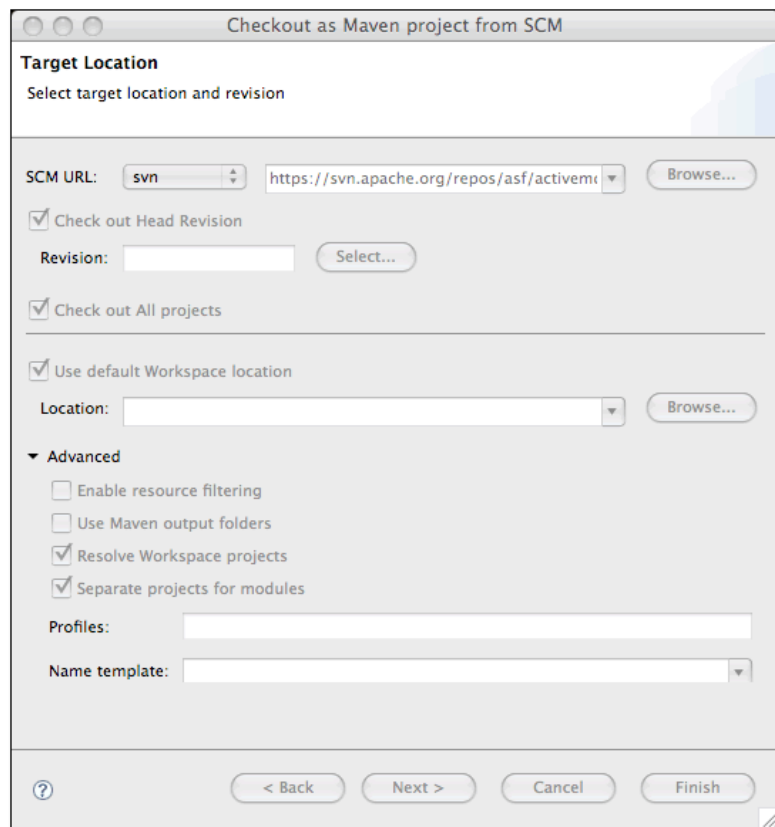 Checkout as Maven project from SCM
Target Location
Select target location and revision
SCM URL: svn https://svn.apache.org/repos/asf/activemo Browse...
Check out Head Revision
Revision: Select...
Check out All projects
Use default Workspace location
Location: Browse...
Advanced
Enable resource filtering
Use Maven output folders
Resolve Workspace projects
Separate projects for modules
Profiles:
Name template:
? < Back Next > Cancel Finish